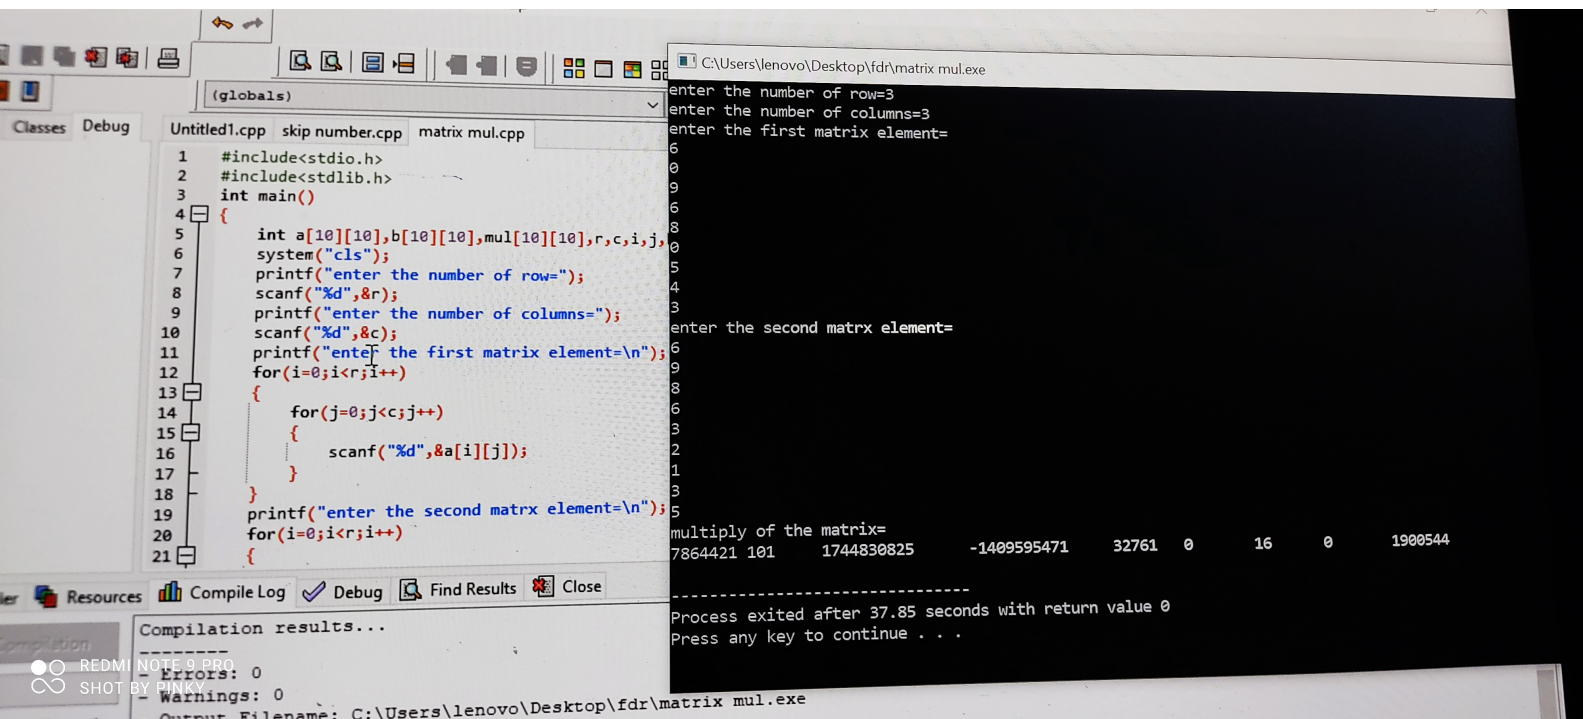 (globals)
Classes Debug
Untitled1.cpp skip number.cpp matrix mul.cpp
1 #include<stdio.h>
2 #include<stdlib.h>
3 int main()
4 {
5 int a[10][10],b[10][10],mul[10][10],r,c,i,j,
6 system("cls");
7 printf("enter the number of row=");
8 scanf("%d",&r);
9 printf("enter the number of columns=");
10 scanf("%d",&c);
11 printf("enter the first matrix element=\n");
12 for(i=0;i<r;i++)
13 {
14 for(j=0;j<c;j++)
15 {
16 scanf("%d",&a[i][j]);
17 }
18 }
19 printf("enter the second matrx element=\n");
20 for(i=0;i<r;i++)
21 {
Resources Compile Log Debug Find Results Close
Compilation results...
--------
- Errors: 0
- Warnings: 0
- Output Filename: C:\Users\lenovo\Desktop\fdr\matrix mul.exe
REDMI NOTE 9 PRO
SHOT BY PINKY
C:\Users\lenovo\Desktop\fdr\matrix mul.exe
enter the number of row=3
enter the number of columns=3
enter the first matrix element=
6
0
9
6
8
0
5
4
3
enter the second matrx element=
6
9
8
6
3
2
1
3
5
multiply of the matrix=
7864421 101 1744830825 -1409595471 32761 0 16 0 1900544
--------------------------------
Process exited after 37.85 seconds with return value 0
Press any key to continue . . .